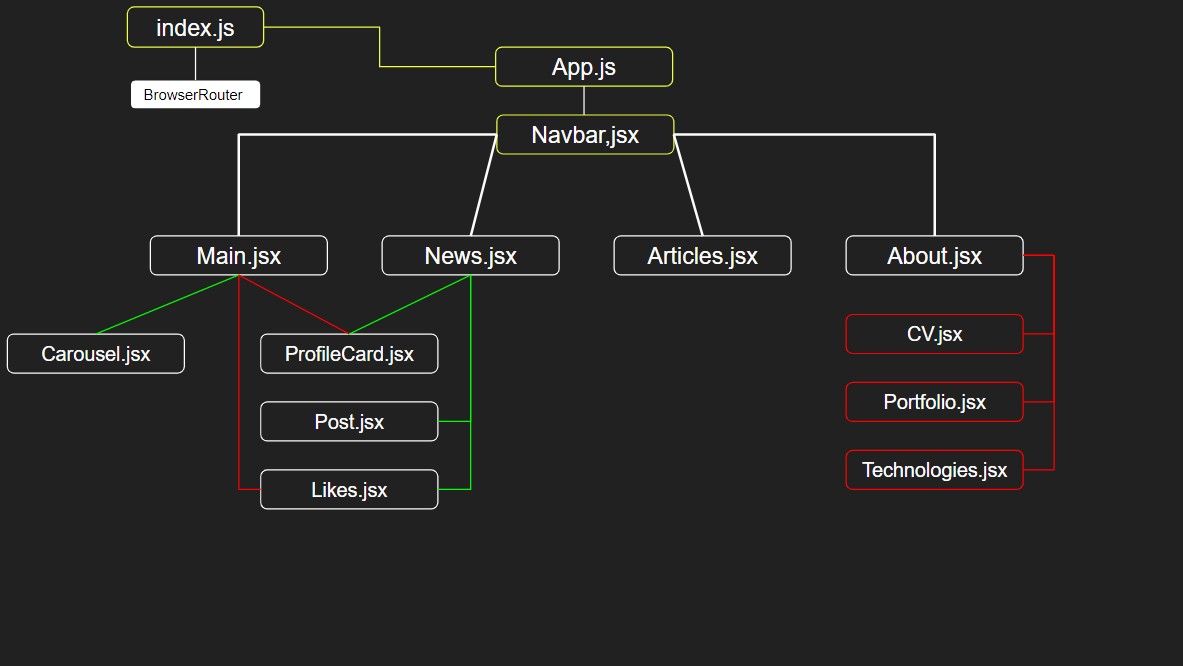 index.js
App.js
BrowserRouter
Navbar,jsx
Main.jsx
News.jsx
Articles.jsx
About.jsx
CV.jsx
Carousel.jsx
ProfileCard.jsx
Portfolio.jsx
Post.jsx
Technologies.jsx
Likes.jsx